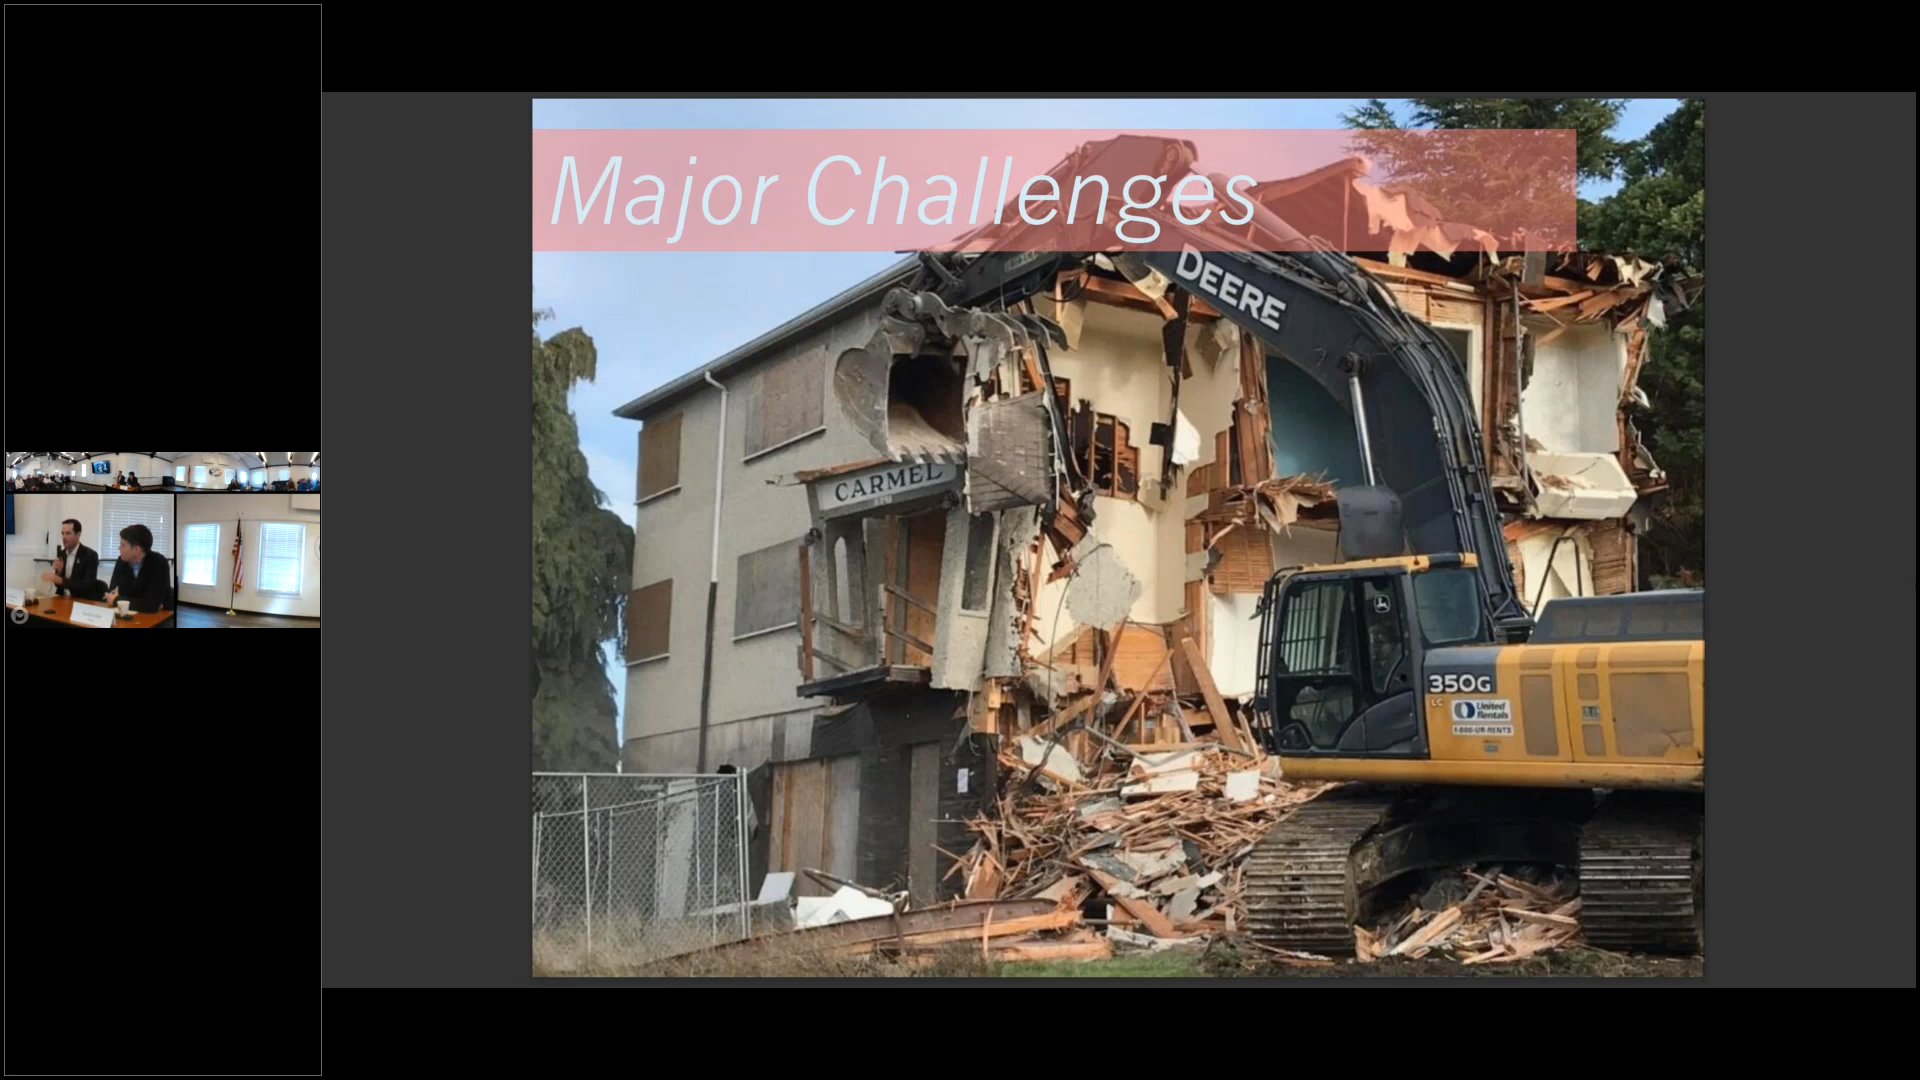 Major Challenges
DEERE
CARMEL
350G
LC
United
Rentals
1-800-UR-RENTS